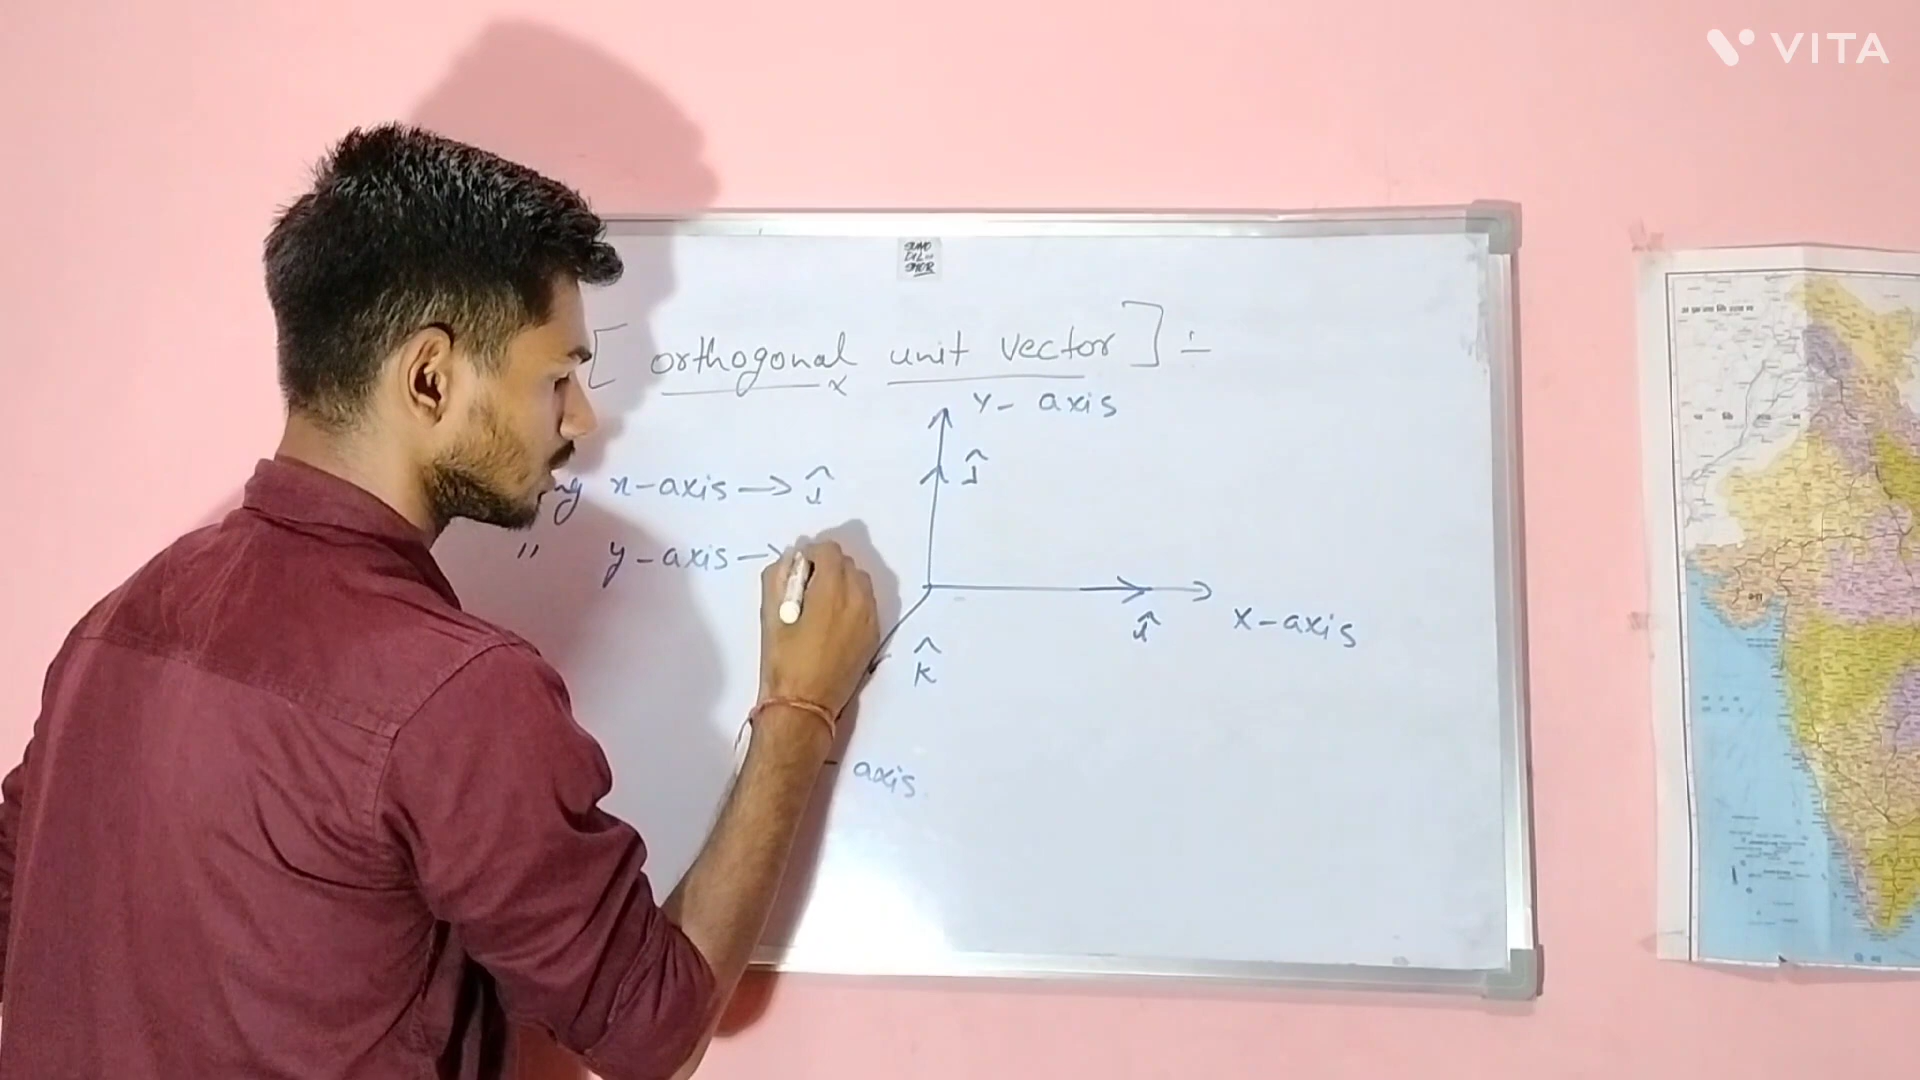 VITA
[ orthogonal unit vector ] :-
Y- axis
ĵ
x-axis → î
" y-axis →
î
X-axis
k̂
- axis